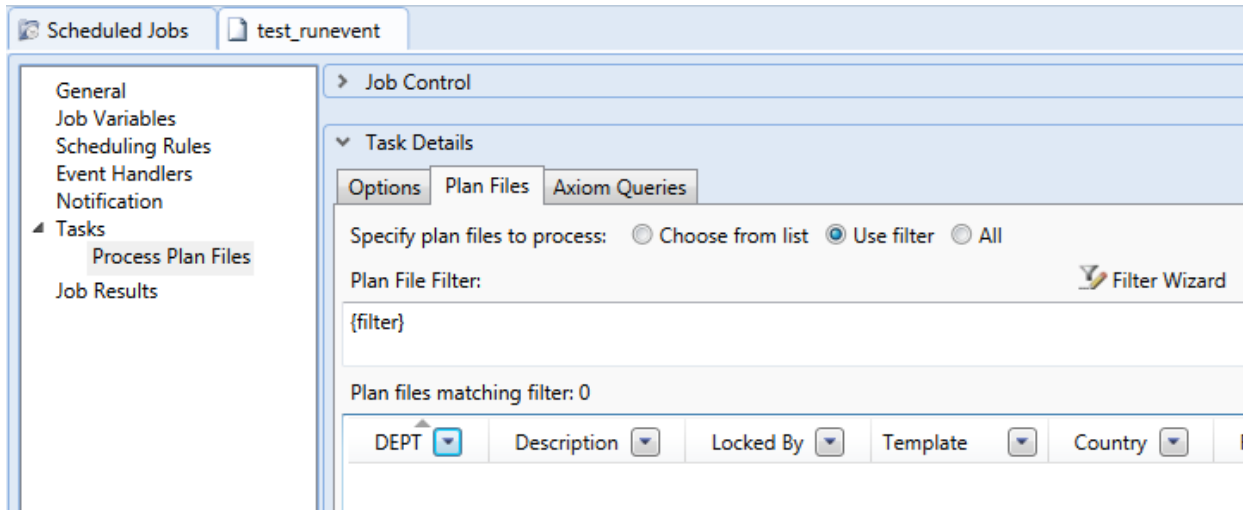 Scheduled Jobs test_runevent
General
Job Variables
Scheduling Rules
Event Handlers
Notification
Tasks
Process Plan Files
Job Results
Job Control
Task Details
Options Plan Files Axiom Queries
Specify plan files to process: Choose from list Use filter All
Plan File Filter: Filter Wizard
{filter}
Plan files matching filter: 0
DEPT Description Locked By Template Country